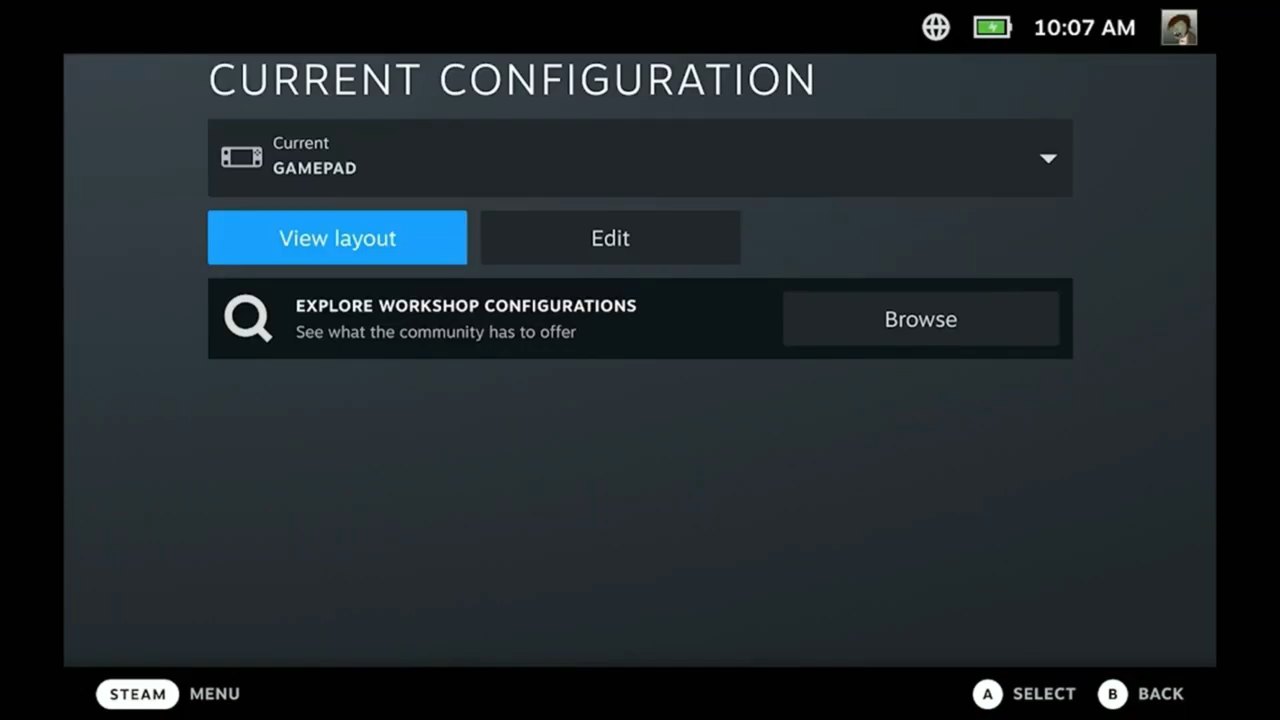 10:07 AM
CURRENT CONFIGURATION
Current
GAMEPAD
View layout
Edit
EXPLORE WORKSHOP CONFIGURATIONS
See what the community has to offer
Browse
STEAM MENU
A SELECT B BACK